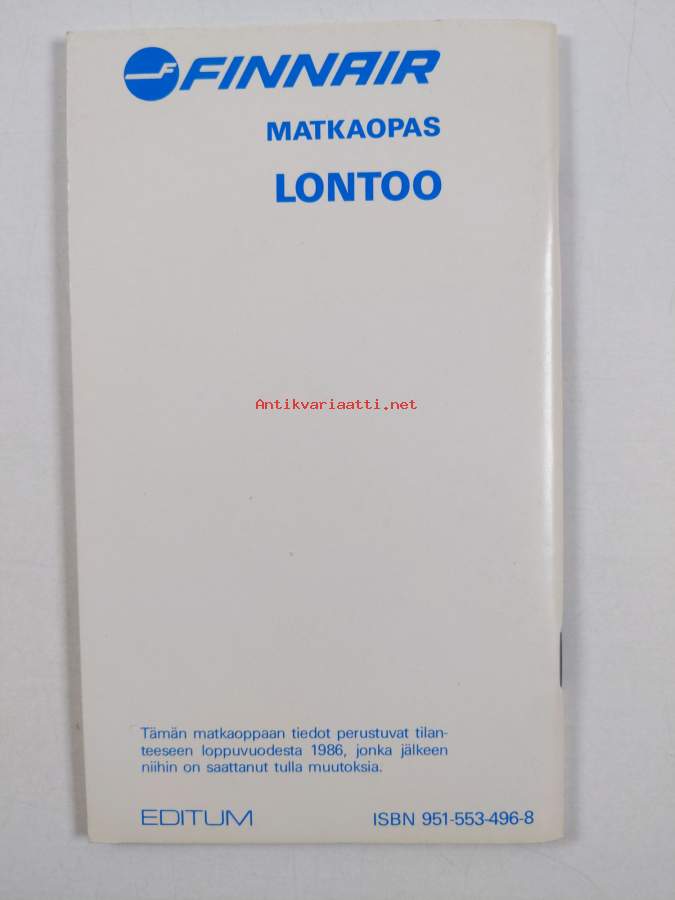 FINNAIR
MATKAOPAS
LONTOO
Antikvariaatti.net
Tämän matkaoppaan tiedot perustuvat tilan-
teeseen loppuvuodesta 1986, jonka jälkeen
niihin on saattanut tulla muutoksia.
EDITUM ISBN 951-553-496-8